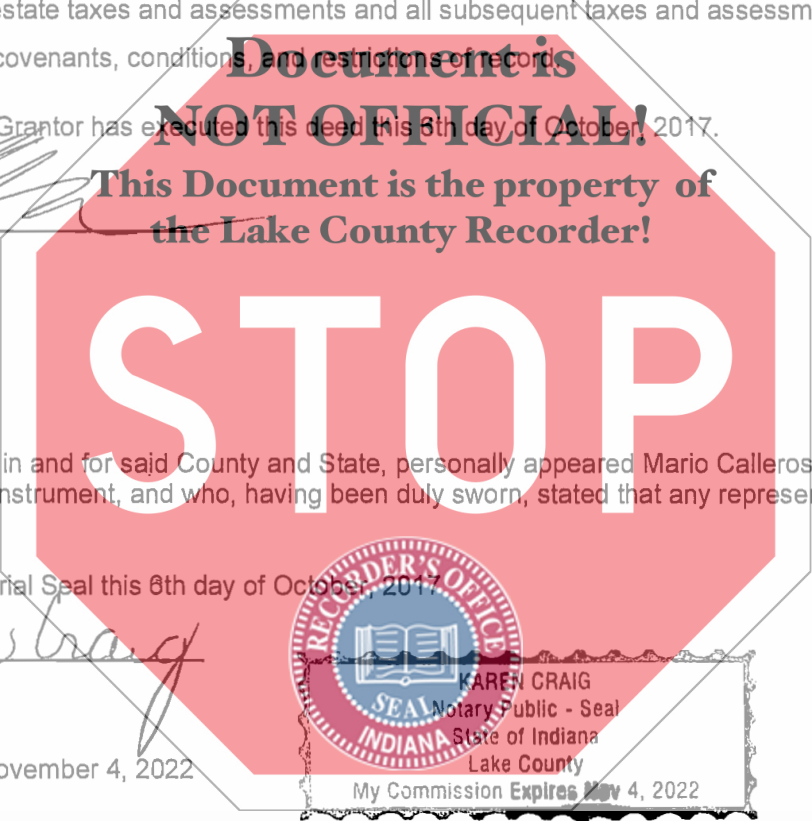 estate taxes and assessments and all subsequent taxes and assessm
covenants, conditions, and restrictions of record.
Document is
NOT OFFICIAL!
Grantor has executed this deed this 6th day of October, 2017.
This Document is the property of
the Lake County Recorder!
STOP
in and for said County and State, personally appeared Mario Calleros
nstrument, and who, having been duly sworn, stated that any represe
rial Seal this 6th day of October, 2017
s Craig
RECORDER'S OFFICE
SEAL
INDIANA
KAREN CRAIG
Notary Public - Seal
State of Indiana
Lake County
My Commission Expires Nov 4, 2022
ovember 4, 2022